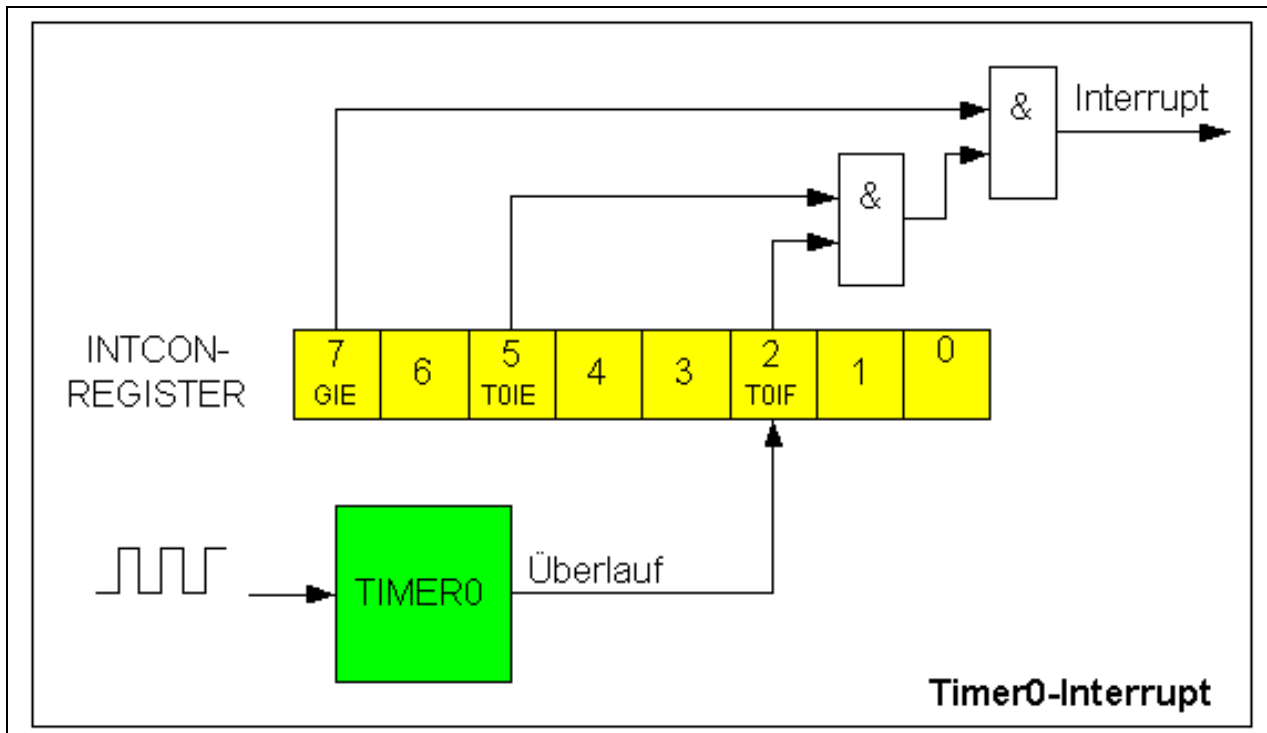 Interrupt
&
&
INTCON-
REGISTER
7
GIE
6
5
T0IE
4
3
2
T0IF
1
0
TIMER0
Überlauf
Timer0-Interrupt